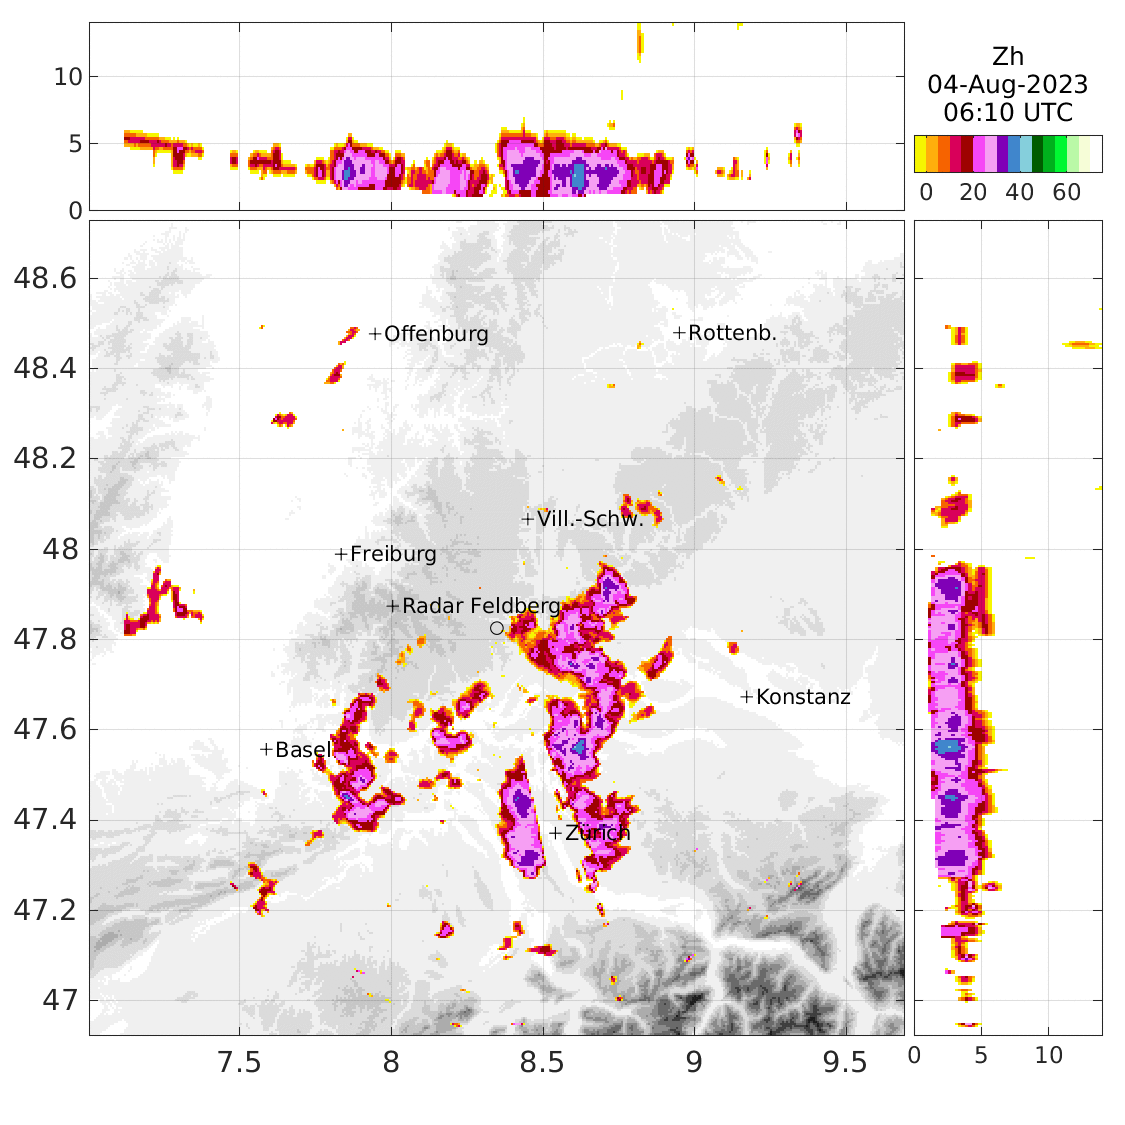 Zh
04-Aug-2023
06:10 UTC
0 20 40 60
10
5
0
48.6
48.4
48.2
48
47.8
47.6
47.4
47.2
47
+Offenburg
+Rottenb.
+Vill.-Schw.
+Freiburg
+Radar Feldberg
+Konstanz
+Basel
+Zürich
7.5 8 8.5 9 9.5
0 5 10